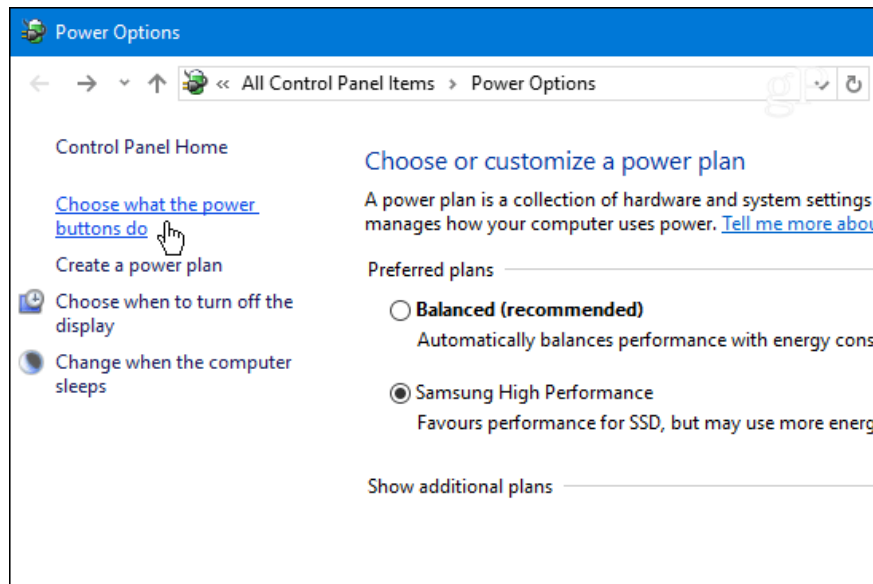 Power Options
« All Control Panel Items > Power Options
gP
Control Panel Home
Choose what the power
buttons do
Create a power plan
Choose when to turn off the
display
Change when the computer
sleeps
Choose or customize a power plan
A power plan is a collection of hardware and system settings
manages how your computer uses power. Tell me more abou
Preferred plans
Balanced (recommended)
Automatically balances performance with energy cons
Samsung High Performance
Favours performance for SSD, but may use more energ
Show additional plans